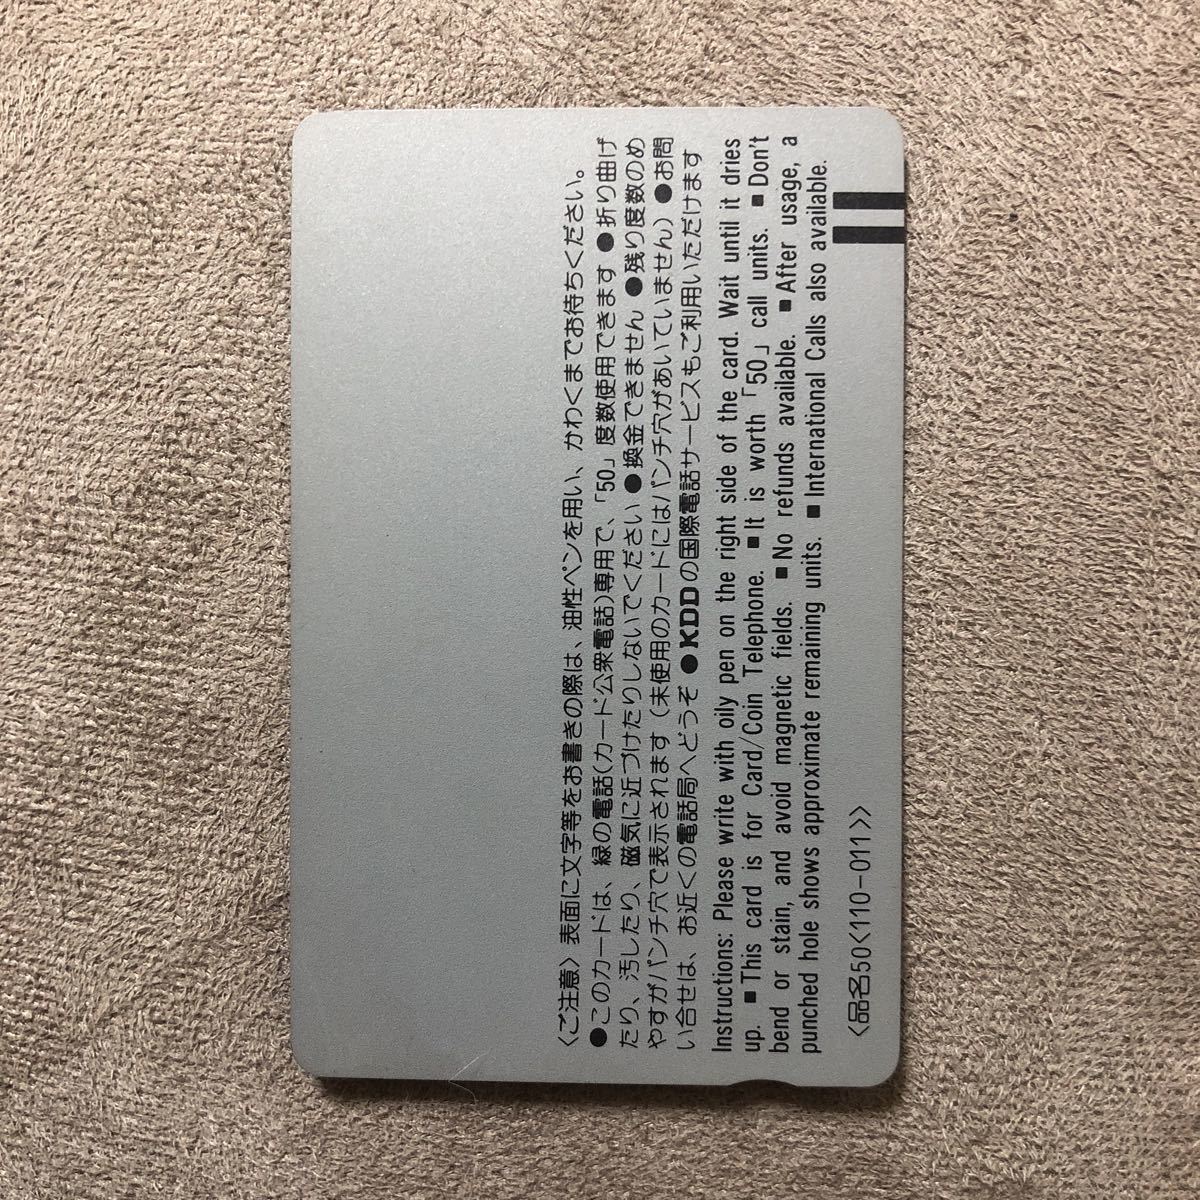 〈ご注意〉表面に文字等をお書きの際は、油性ペンを用い、かわくまでお待ちください。
●このカードは、緑の電話(カード公衆電話)専用で、「50」度数使用できます ●折り曲げ
たり、汚したり、磁気に近づけたりしないでください ●換金できません ●残り度数のめ
やすがパンチ穴で表示されます(未使用のカードにはパンチ穴があいていません) ●お問
い合せは、お近くの電話局へどうぞ ●KDDの国際電話サービスもご利用いただけます
Instructions: Please write with oily pen on the right side of the card. Wait until it dries
up. ■This card is for Card/Coin Telephone. ■It is worth「50」call units. ■Don't
bend or stain, and avoid magnetic fields. ■No refunds available. ■After usage, a
punched hole shows approximate remaining units. ■International Calls also available.
〈品名50〈110-011〉〉